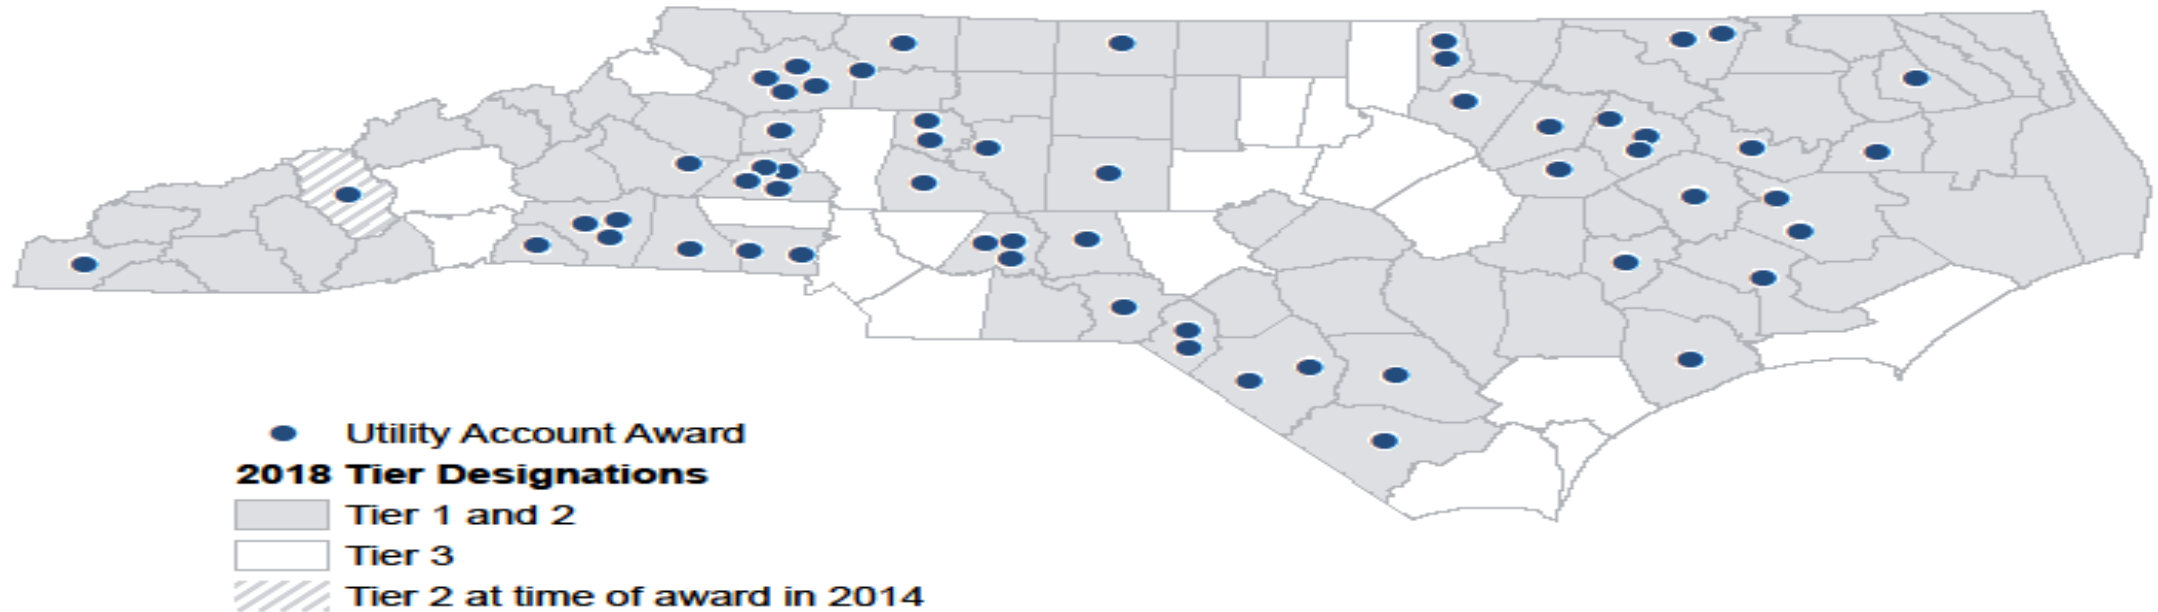 Utility Account Award
2018 Tier Designations
Tier 1 and 2
Tier 3
Tier 2 at time of award in 2014